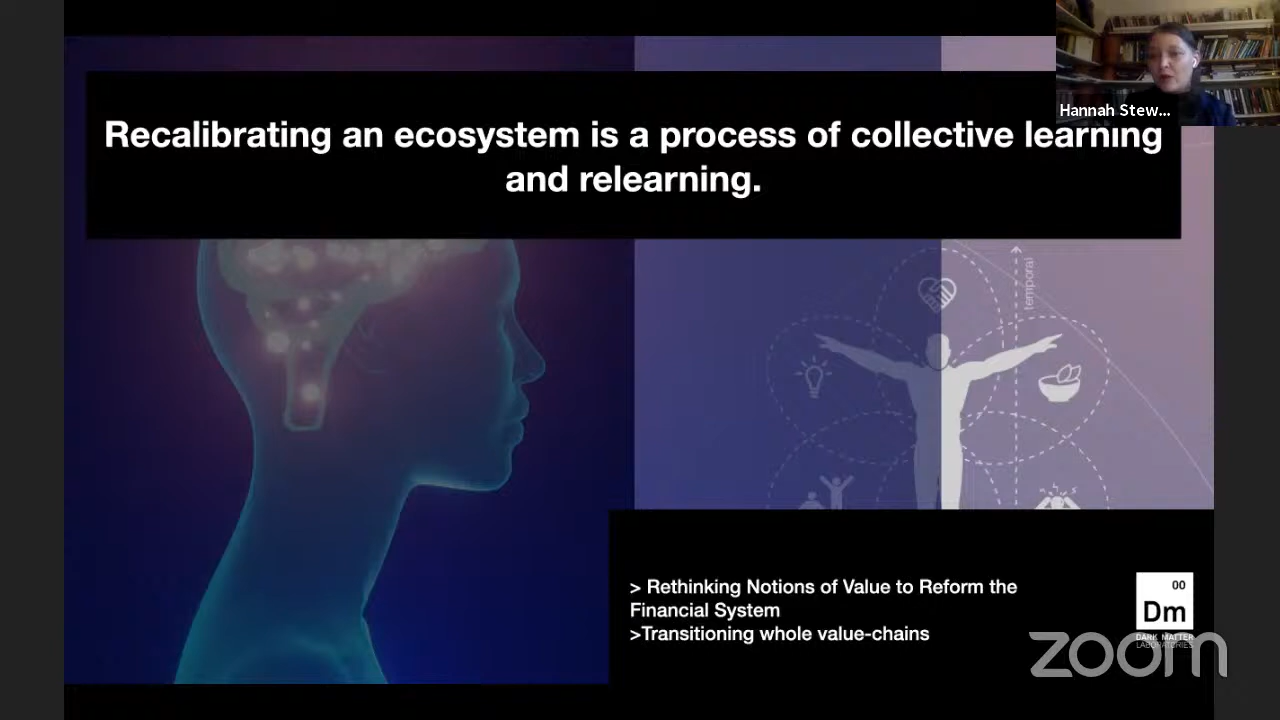 Hannah Stew...
Recalibrating an ecosystem is a process of collective learning
and relearning.
temporal
> Rethinking Notions of Value to Reform the
Financial System
>Transitioning whole value-chains
00
Dm
DARK MATTER
LABORATORIES
zoom